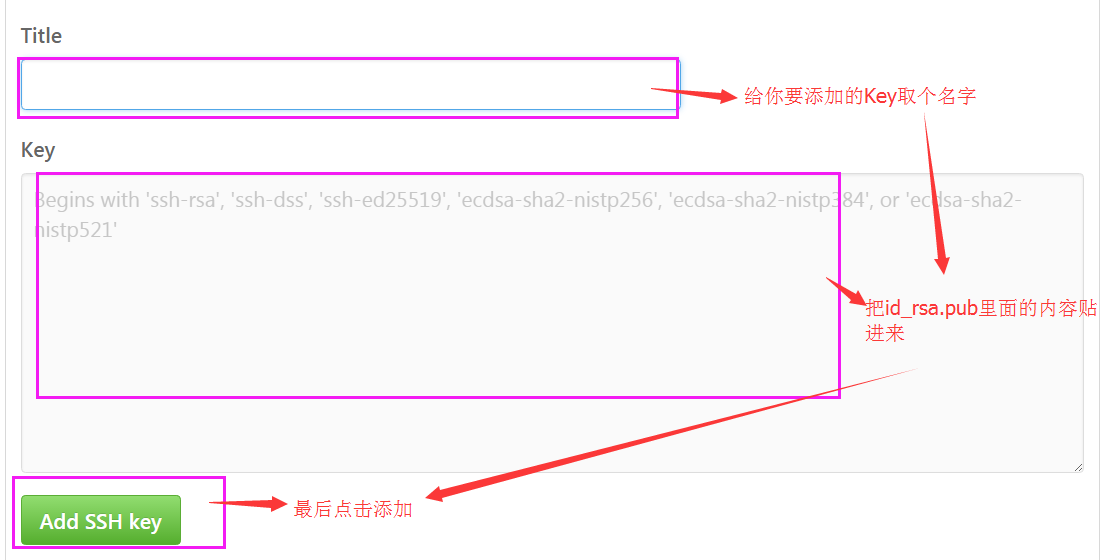 Title
给你要添加的Key取个名字
Key
Begins with 'ssh-rsa', 'ssh-dss', 'ssh-ed25519', 'ecdsa-sha2-nistp256', 'ecdsa-sha2-nistp384', or 'ecdsa-sha2-
nistp521'
把id_rsa.pub里面的内容贴
进来
Add SSH key
最后点击添加